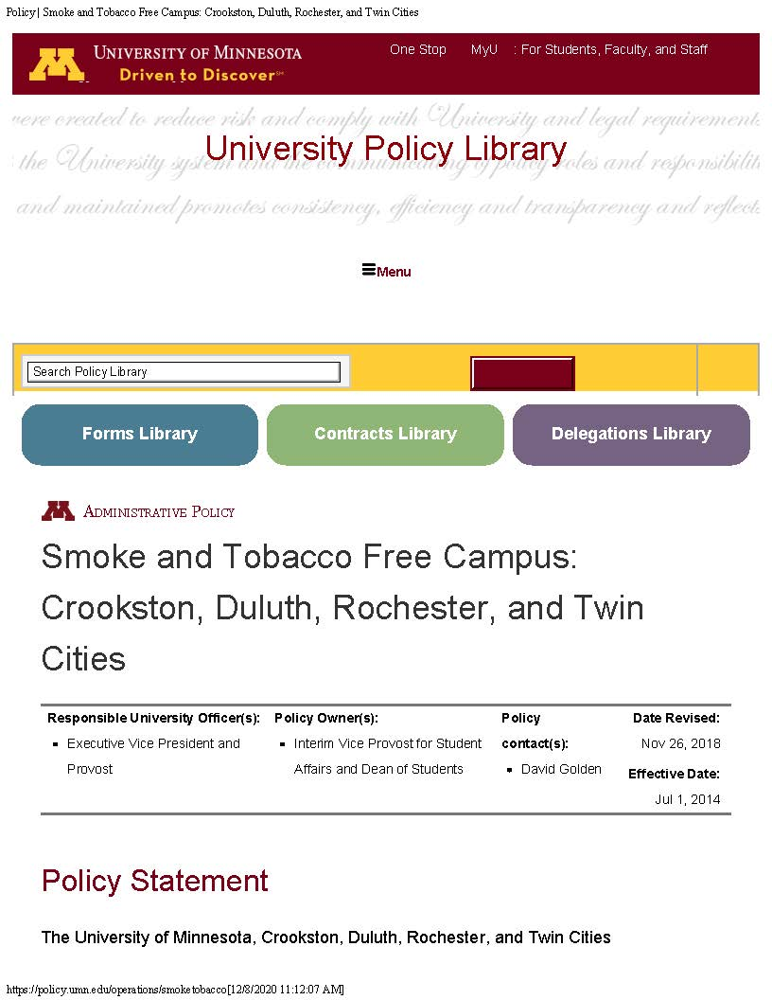 Policy | Smoke and Tobacco Free Campus: Crookston, Duluth, Rochester, and Twin Cities
UNIVERSITY OF MINNESOTA
Driven to Discover℠
One Stop MyU : For Students, Faculty, and Staff
were created to reduce risk and comply with University and legal requirements
University Policy Library
the University system and the communicating of policy roles and responsibilit
and maintained promotes consistency, efficiency and transparency and reflects
Menu
Search Policy Library
Forms Library Contracts Library Delegations Library
ADMINISTRATIVE POLICY
Smoke and Tobacco Free Campus:
Crookston, Duluth, Rochester, and Twin
Cities
Responsible University Officer(s):
▪ Executive Vice President and
Provost
Policy Owner(s):
▪ Interim Vice Provost for Student
Affairs and Dean of Students
Policy
contact(s):
▪ David Golden
Date Revised:
Nov 26, 2018
Effective Date:
Jul 1, 2014
Policy Statement
The University of Minnesota, Crookston, Duluth, Rochester, and Twin Cities
https://policy.umn.edu/operations/smoketobacco[12/8/2020 11:12:07 AM]